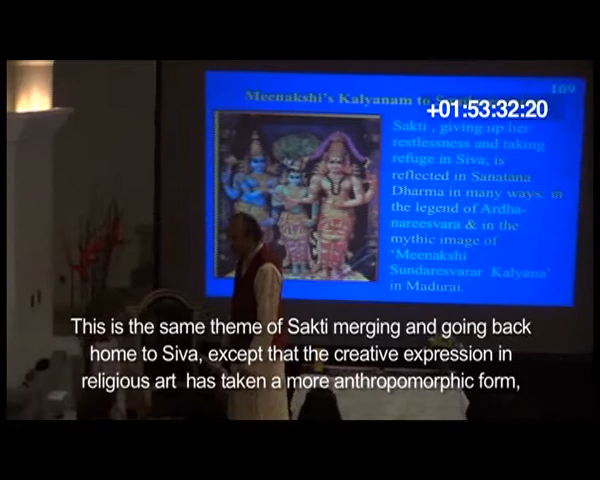 109
Meenakshi's Kalyanam to
+01:53:32:20
Sakti, giving up her
restlessness and taking
refuge in Siva, is
reflected in Sanatana
Dharma in many ways: in
the legend of Ardha-
nareesvara & in the
mythic image of
'Meenakshi
Sundaresvarar Kalyana'
in Madurai.
This is the same theme of Sakti merging and going back
home to Siva, except that the creative expression in
religious art has taken a more anthropomorphic form,